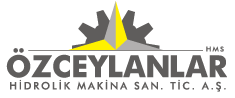 HMS
ÖZCEYLANLAR
HİDROLİK MAKİNA SAN. TİC. A.Ş.